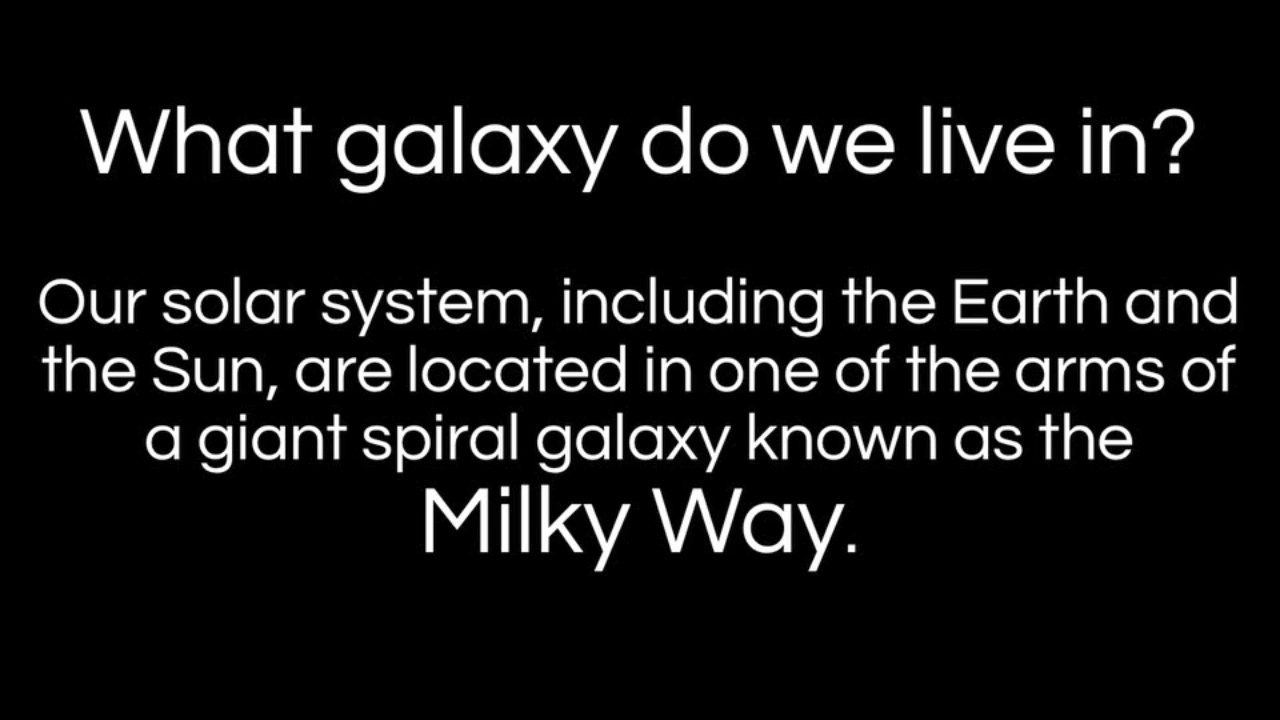 What galaxy do we live in?
Our solar system, including the Earth and
the Sun, are located in one of the arms of
a giant spiral galaxy known as the
Milky Way.